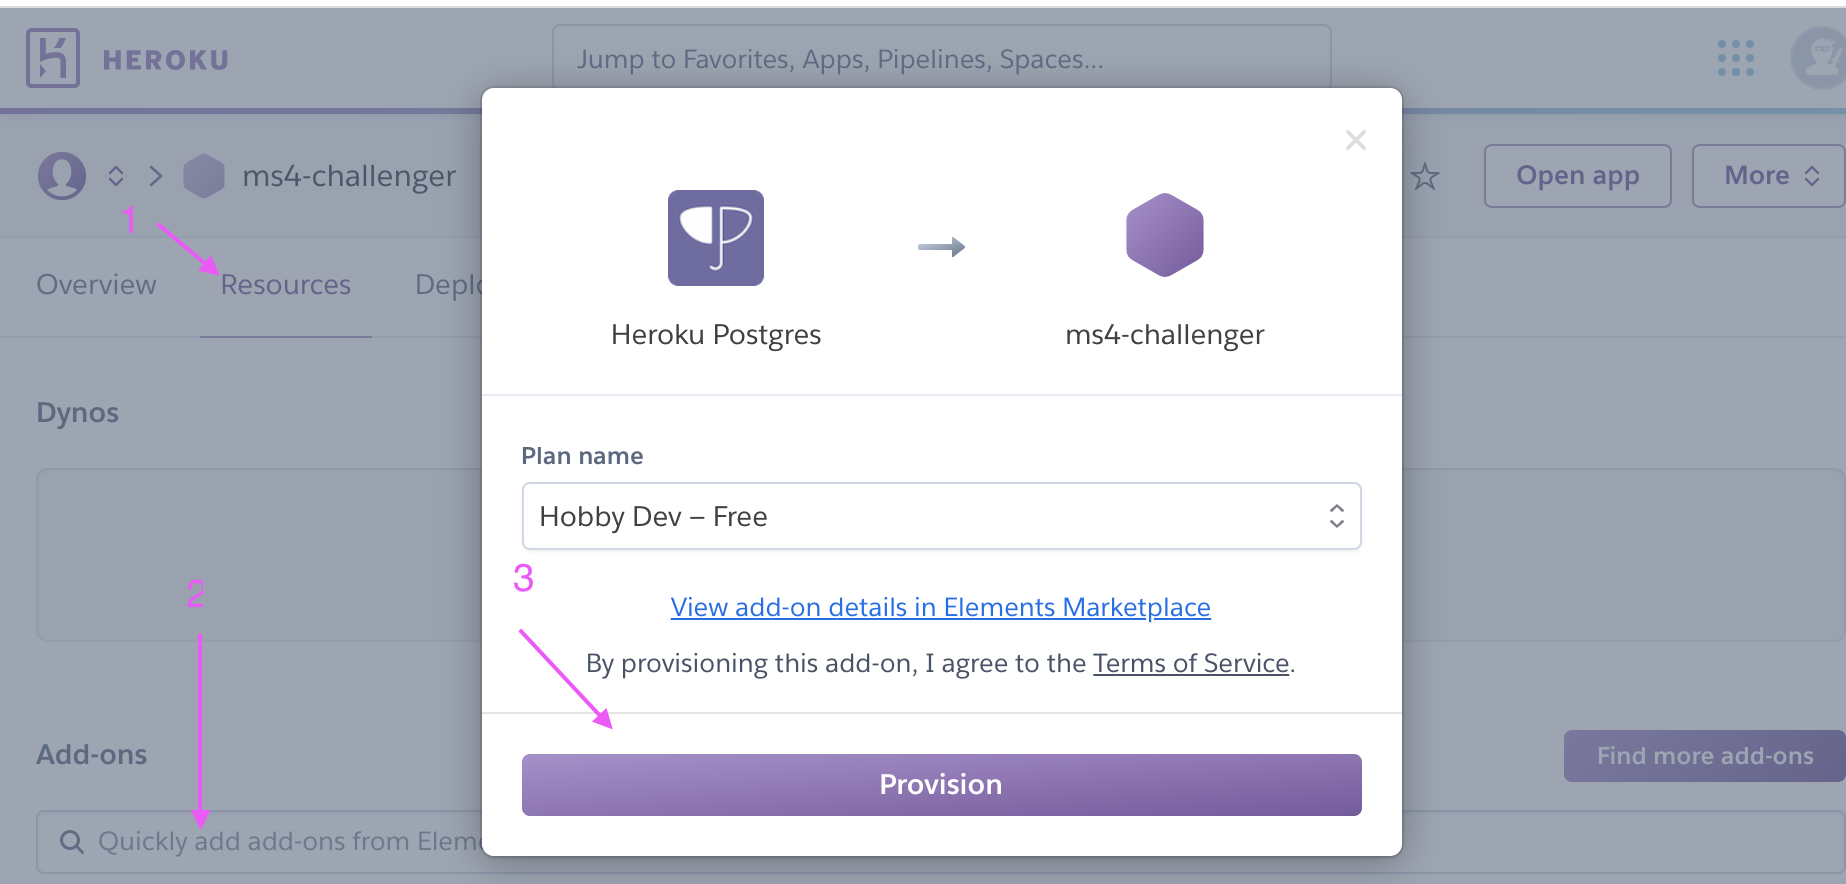 HEROKU
Jump to Favorites, Apps, Pipelines, Spaces...
ms4-challenger
Open app
More
1
Overview
Resources
Heroku Postgres
ms4-challenger
Dynos
Plan name
Hobby Dev – Free
2
3
View add-on details in Elements Marketplace
By provisioning this add-on, I agree to the Terms of Service.
Add-ons
Find more add-ons
Provision
Quickly add add-ons from